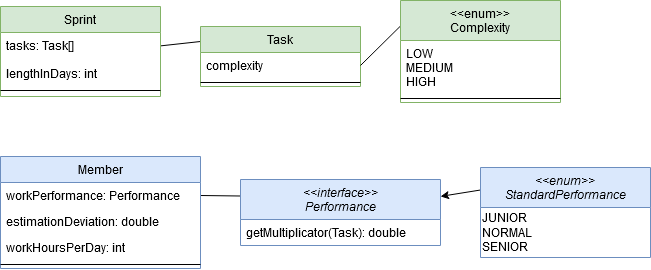 Sprint
tasks: Task[]
lengthInDays: int
Task
complexity
<<enum>>
Complexity
LOW
MEDIUM
HIGH
Member
workPerformance: Performance
estimationDeviation: double
workHoursPerDay: int
<<interface>>
Performance
getMultiplicator(Task): double
<<enum>>
StandardPerformance
JUNIOR
NORMAL
SENIOR